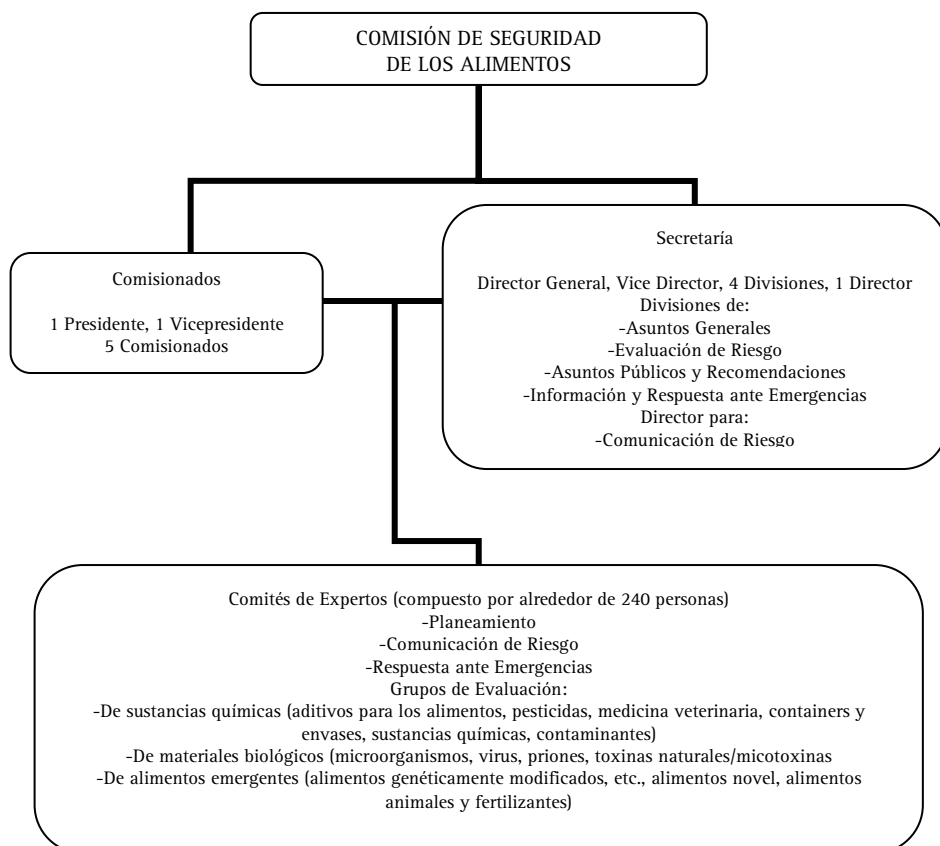 COMISIÓN DE SEGURIDAD
DE LOS ALIMENTOS
Comisionados
1 Presidente, 1 Vicepresidente
5 Comisionados
Secretaría
Director General, Vice Director, 4 Divisiones, 1 Director
Divisiones de:
-Asuntos Generales
-Evaluación de Riesgo
-Asuntos Públicos y Recomendaciones
-Información y Respuesta ante Emergencias
Director para:
-Comunicación de Riesgo
Comités de Expertos (compuesto por alrededor de 240 personas)
-Planeamiento
-Comunicación de Riesgo
-Respuesta ante Emergencias
Grupos de Evaluación:
-De sustancias químicas (aditivos para los alimentos, pesticidas, medicina veterinaria, containers y
envases, sustancias químicas, contaminantes)
-De materiales biológicos (microorganismos, virus, priones, toxinas naturales/micotoxinas
-De alimentos emergentes (alimentos genéticamente modificados, etc., alimentos novel, alimentos
animales y fertilizantes)